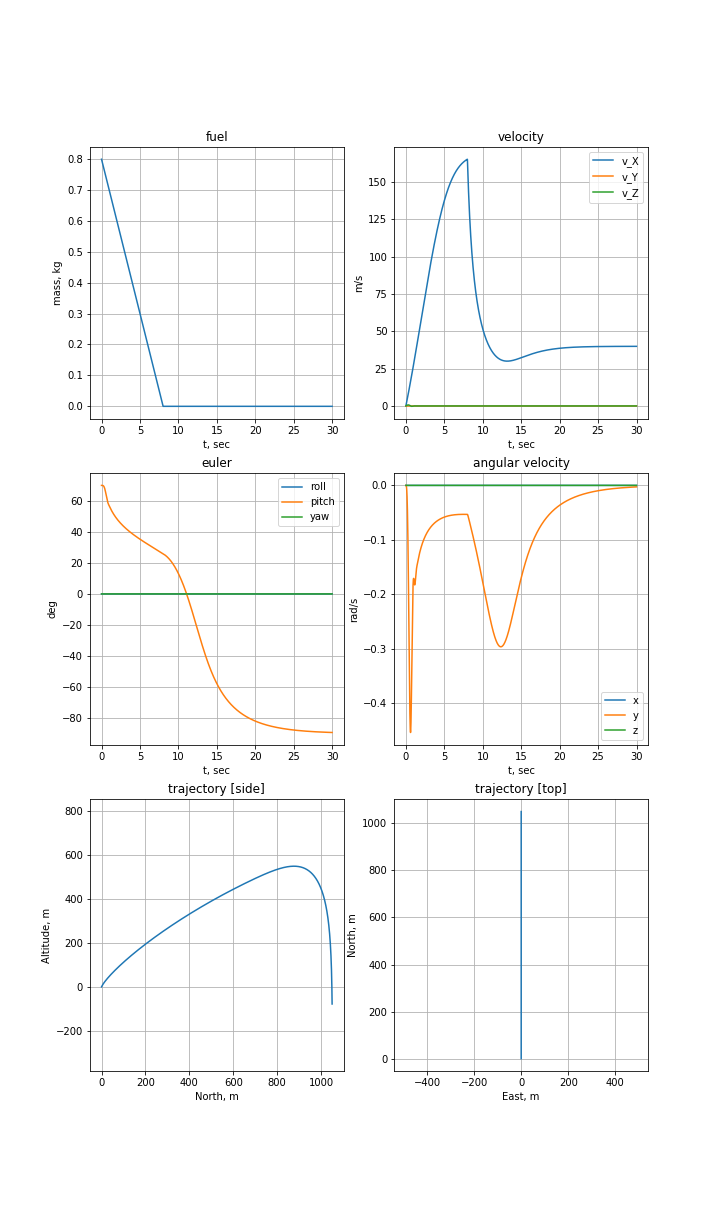 fuel
0.8
0.7
0.6
0.5
0.4
0.3
0.2
0.1
0.0
mass, kg
0 5 10 15 20 25 30
t, sec
velocity
v_X
v_Y
v_Z
150
125
100
75
50
25
0
m/s
0 5 10 15 20 25 30
t, sec
euler
roll
pitch
yaw
60
40
20
0
−20
−40
−60
−80
deg
0 5 10 15 20 25 30
t, sec
angular velocity
0.0
−0.1
−0.2
−0.3
−0.4
rad/s
x
y
z
0 5 10 15 20 25 30
t, sec
trajectory [side]
800
600
400
200
0
−200
Altitude, m
0 200 400 600 800 1000
North, m
trajectory [top]
1000
800
600
400
200
0
North, m
−400 −200 0 200 400
East, m